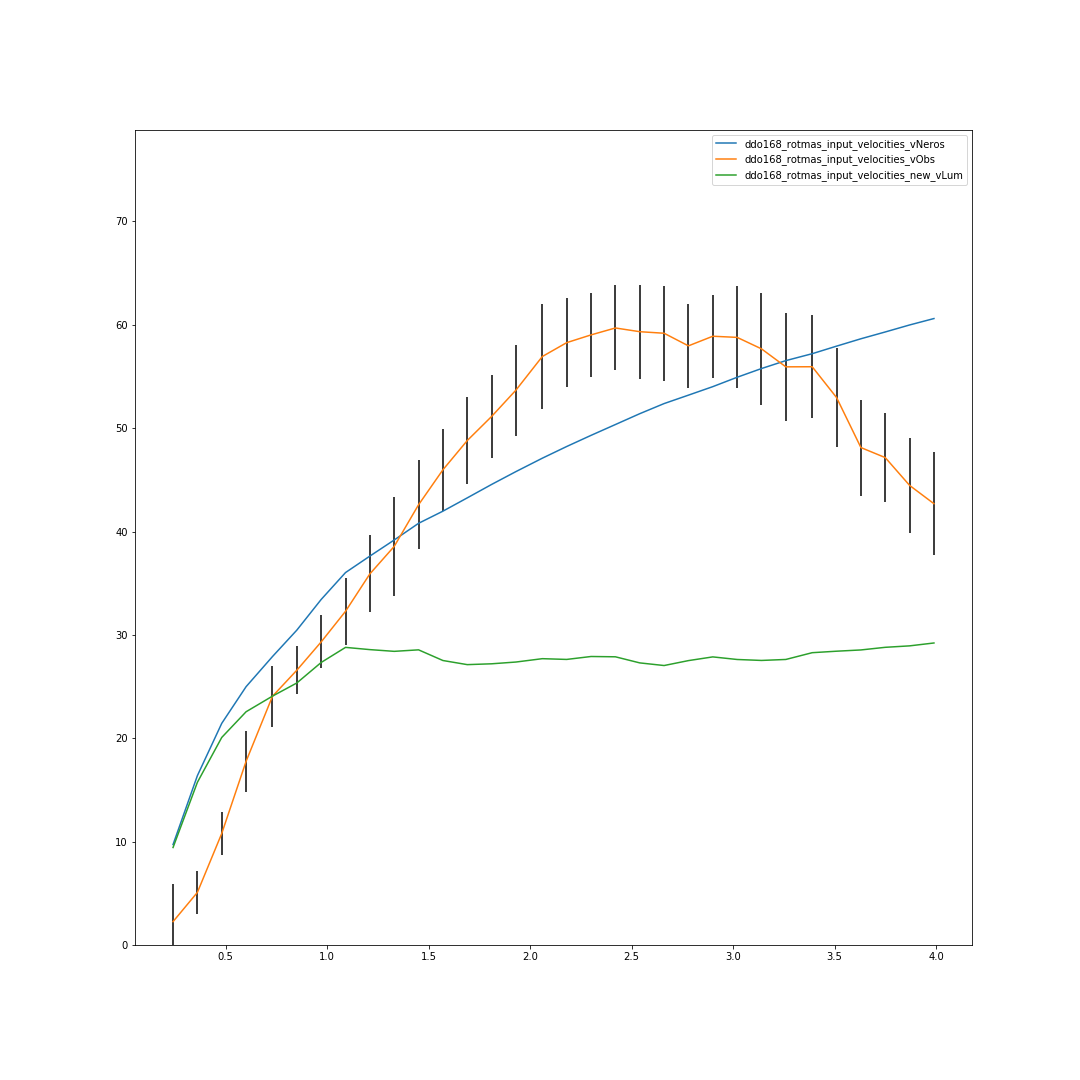 ddo168_rotmas_input_velocities_vNeros
ddo168_rotmas_input_velocities_vObs
ddo168_rotmas_input_velocities_new_vLum
70
60
50
40
30
20
10
0
0.5 1.0 1.5 2.0 2.5 3.0 3.5 4.0